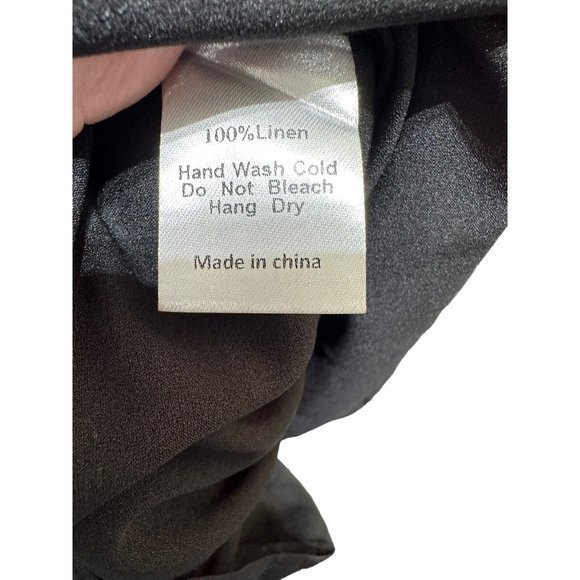 100%Linen
Hand Wash Cold
Do Not Bleach
Hang Dry
Made in china